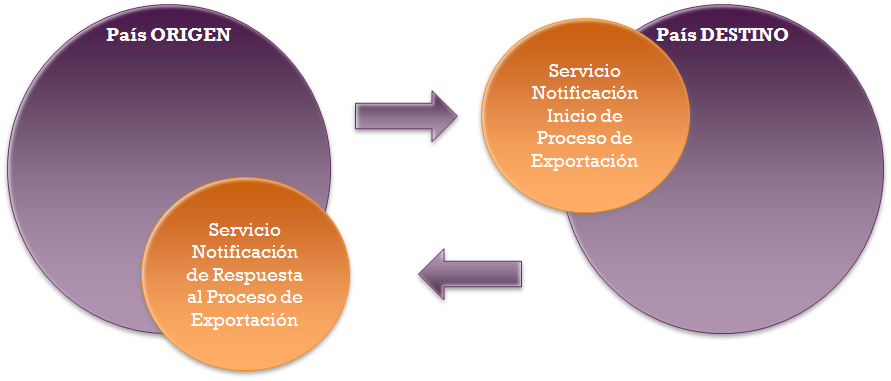 País ORIGEN
País DESTINO
Servicio
Notificación
Inicio de
Proceso de
Exportación
Servicio
Notificación
de Respuesta
al Proceso de
Exportación